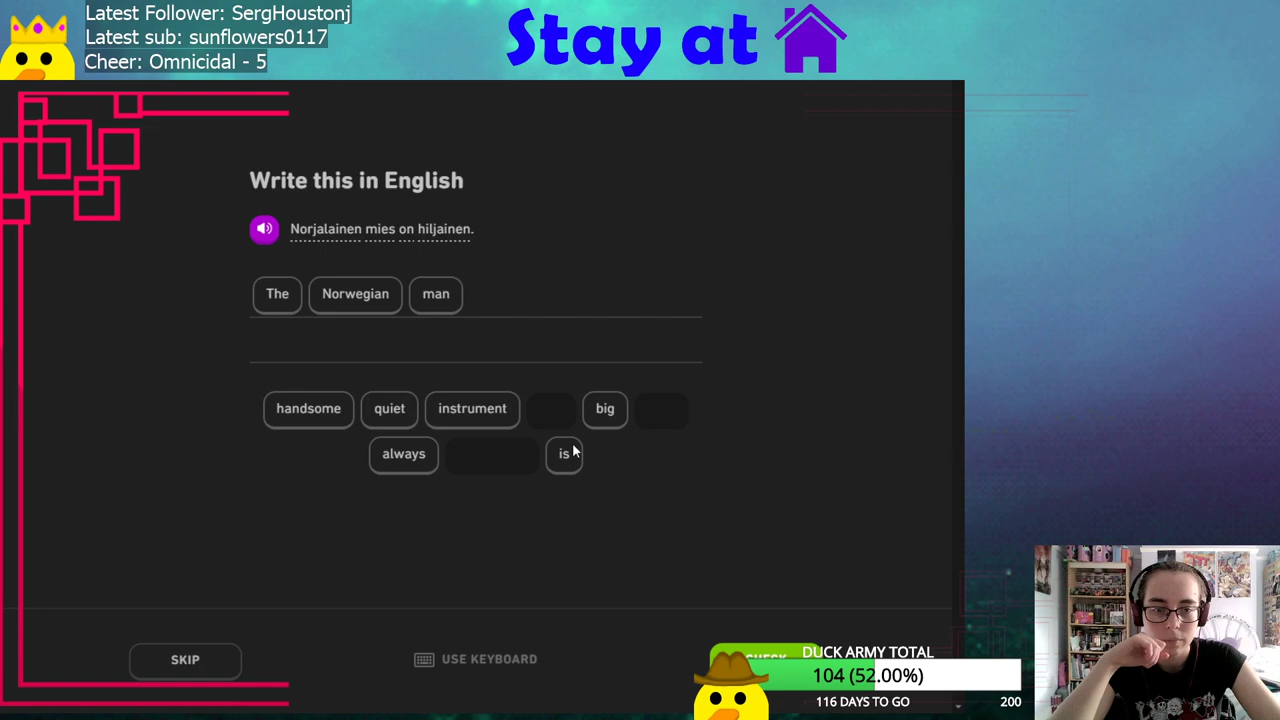 Latest Follower: SergHoustonj
Latest sub: sunflowers0117
Cheer: Omnicidal - 5
Stay at
Write this in English
Norjalainen mies on hiljainen.
The Norwegian man
handsome quiet instrument big
always is
SKIP
USE KEYBOARD
CHECK
DUCK ARMY TOTAL
104 (52.00%)
116 DAYS TO GO 200